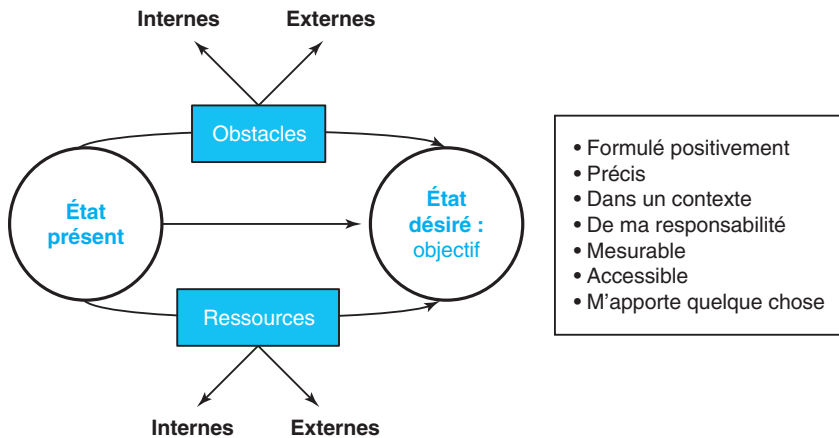 Internes Externes
Obstacles
État
présent
État
désiré :
objectif
Ressources
Internes Externes
• Formulé positivement
• Précis
• Dans un contexte
• De ma responsabilité
• Mesurable
• Accessible
• M’apporte quelque chose